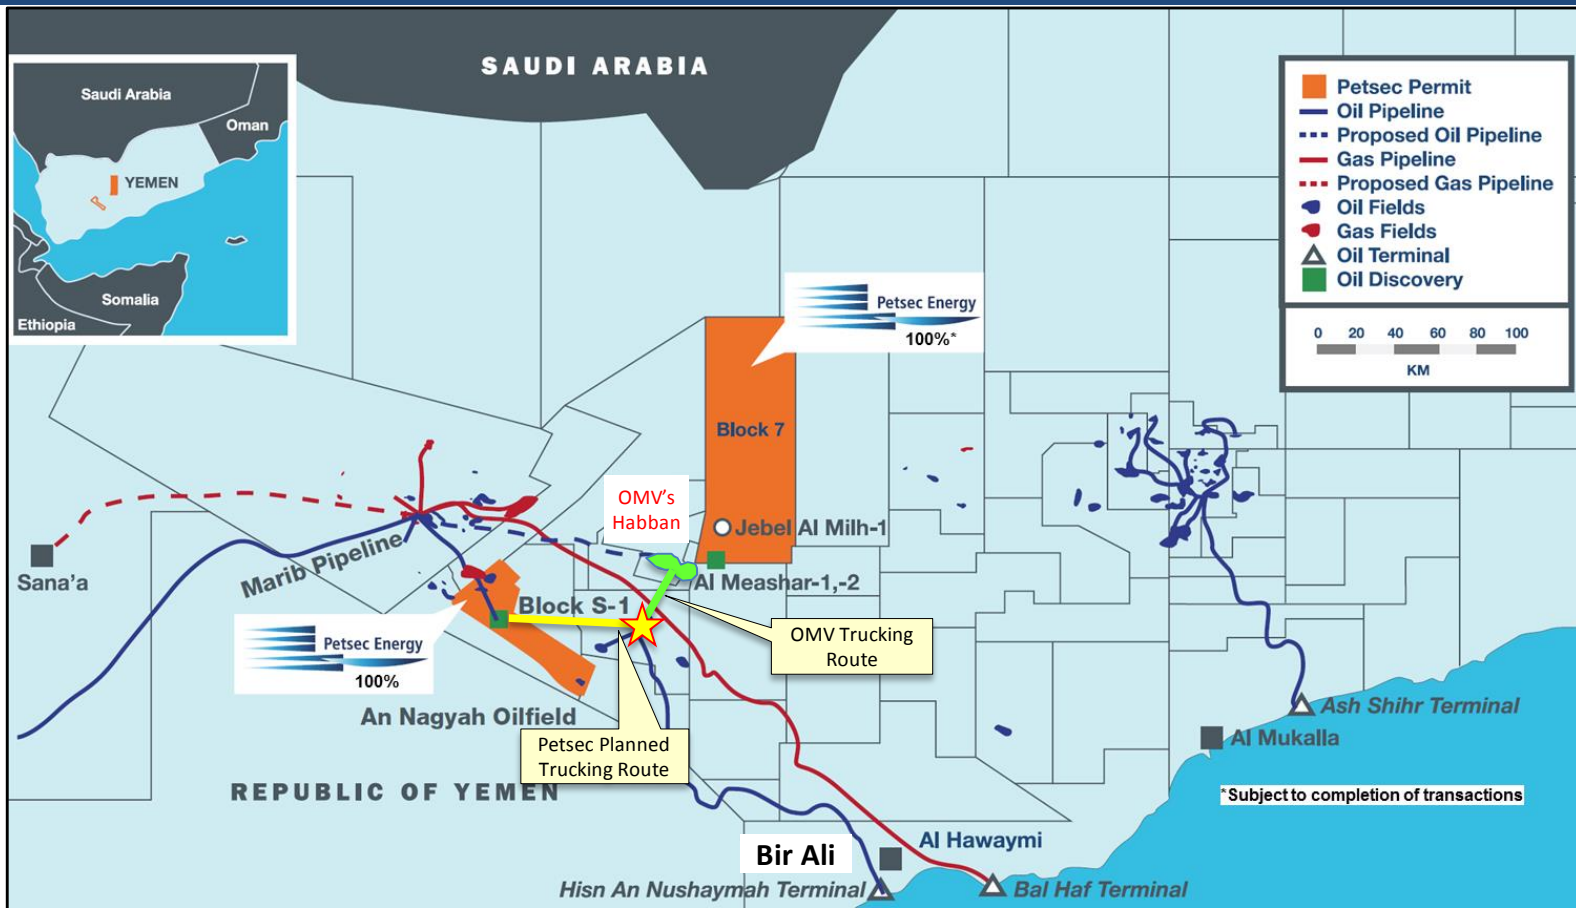 SAUDI ARABIA
Saudi Arabia
Oman
YEMEN
Somalia
Ethiopia
Petsec Permit
Oil Pipeline
Proposed Oil Pipeline
Gas Pipeline
Proposed Gas Pipeline
Oil Fields
Gas Fields
Oil Terminal
Oil Discovery
0 20 40 60 80 100
KM
Petsec Energy
100%*
Block 7
OMV's
Habban
Jebel Al Milh-1
Al Meashar-1,-2
Sana'a
Marib Pipeline
Block S-1
OMV Trucking
Route
Petsec Energy
100%
An Nagyah Oilfield
Petsec Planned
Trucking Route
REPUBLIC OF YEMEN
Ash Shihr Terminal
Al Mukalla
*Subject to completion of transactions
Bir Ali
Al Hawaymi
Hisn An Nushaymah Terminal
Bal Haf Terminal